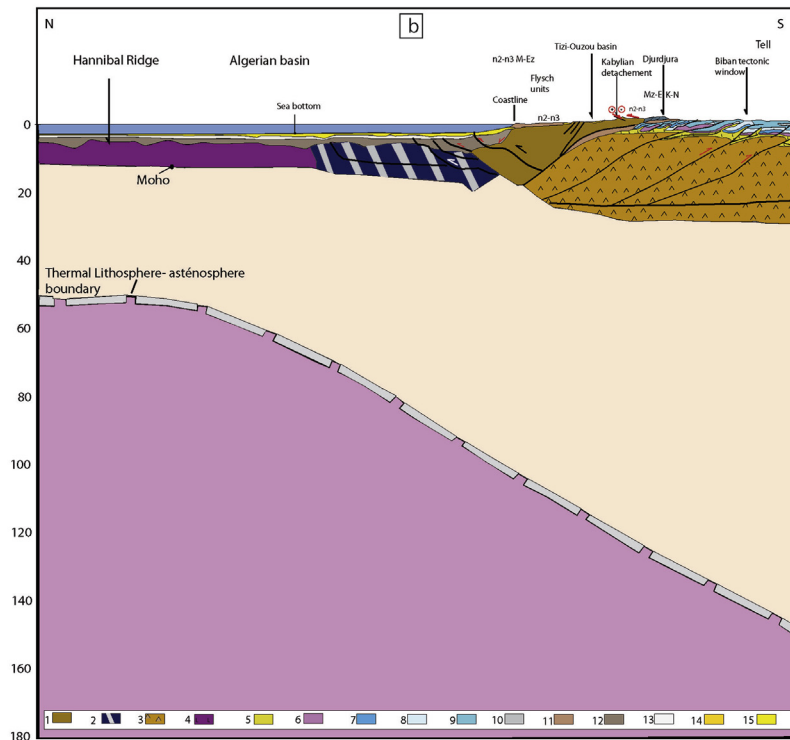 N
b
S
Hannibal Ridge
Algerian basin
Sea bottom
n2-n3 M-Ez
Flysch
units
Coastline
n2-n3
Tizi-Ouzou basin
Kabylian
detachement
n2-n3
Djurdjura
Mz-E
K-N
Tell
Biban tectonic
window
Moho
Thermal Lithosphere- asténosphere
boundary
0
20
40
60
80
100
120
140
160
180
1 2 3 4 5 6 7 8 9 10 11 12 13 14 15